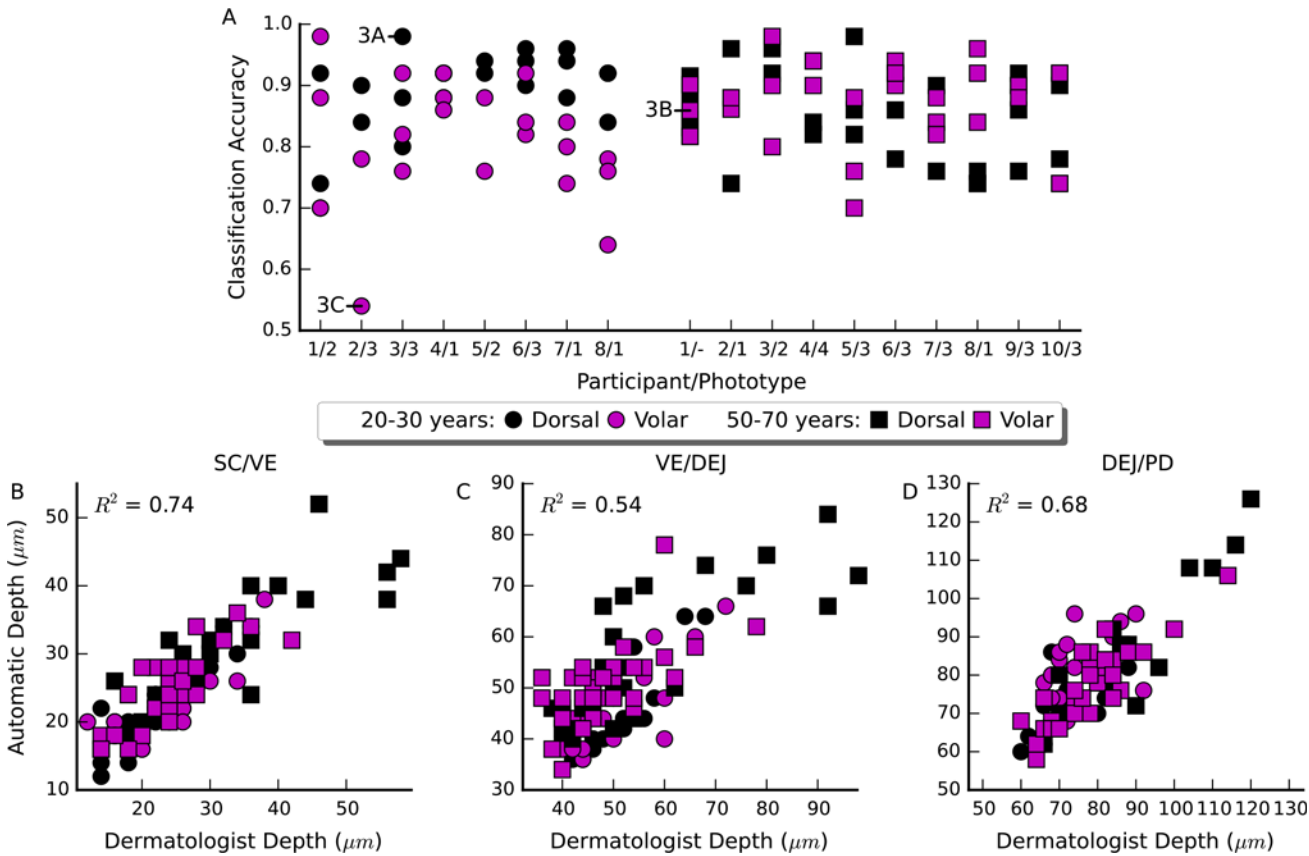 A
1.0
0.9
0.8
0.7
0.6
0.5
Classification Accuracy
3A
3B
3C
1/2 2/3 3/3 4/1 5/2 6/3 7/1 8/1 1/- 2/1 3/2 4/4 5/3 6/3 7/3 8/1 9/3 10/3
Participant/Phototype
20-30 years: Dorsal Volar 50-70 years: Dorsal Volar
SC/VE
B
R² = 0.74
50
40
30
20
10
Automatic Depth (μm)
20 30 40 50
Dermatologist Depth (μm)
VE/DEJ
C
R² = 0.54
90
80
70
60
50
40
30
40 50 60 70 80 90
Dermatologist Depth (μm)
DEJ/PD
D
R² = 0.68
130
120
110
100
90
80
70
60
50
50 60 70 80 90 100 110 120 130
Dermatologist Depth (μm)